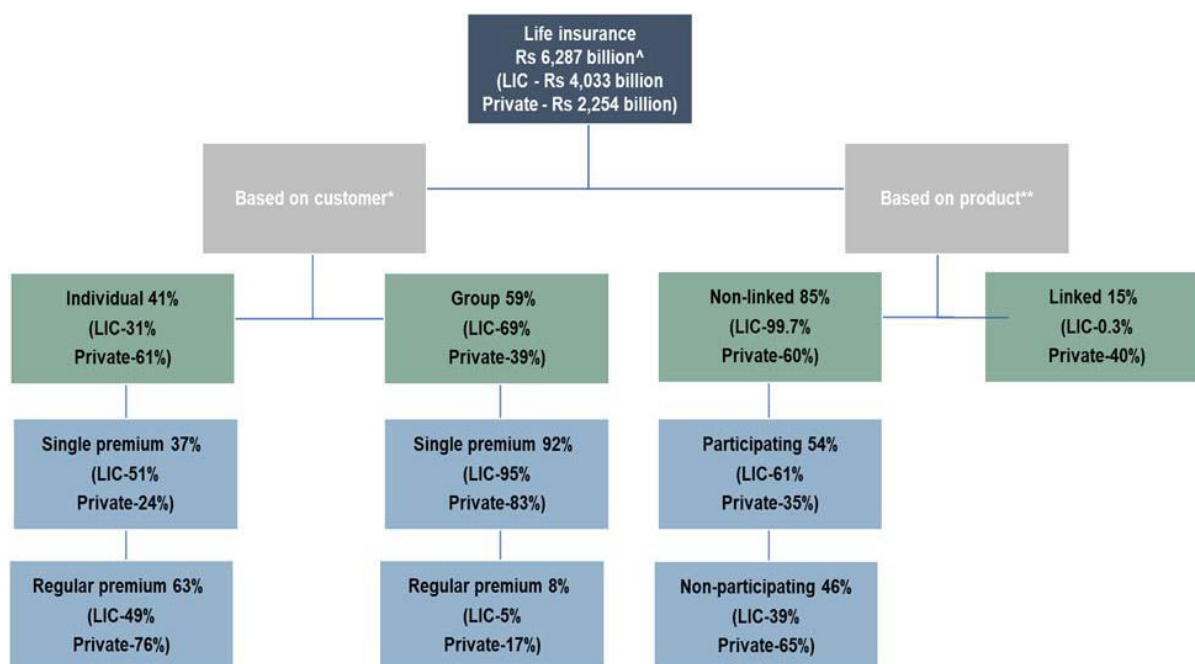 Life insurance
Rs 6,287 billion^
(LIC - Rs 4,033 billion
Private - Rs 2,254 billion)
Based on customer*
Based on product**
Individual 41%
(LIC-31%
Private-61%)
Group 59%
(LIC-69%
Private-39%)
Non-linked 85%
(LIC-99.7%
Private-60%)
Linked 15%
(LIC-0.3%
Private-40%)
Single premium 37%
(LIC-51%
Private-24%)
Single premium 92%
(LIC-95%
Private-83%)
Participating 54%
(LIC-61%
Private-35%)
Regular premium 63%
(LIC-49%
Private-76%)
Regular premium 8%
(LIC-5%
Private-17%)
Non-participating 46%
(LIC-39%
Private-65%)